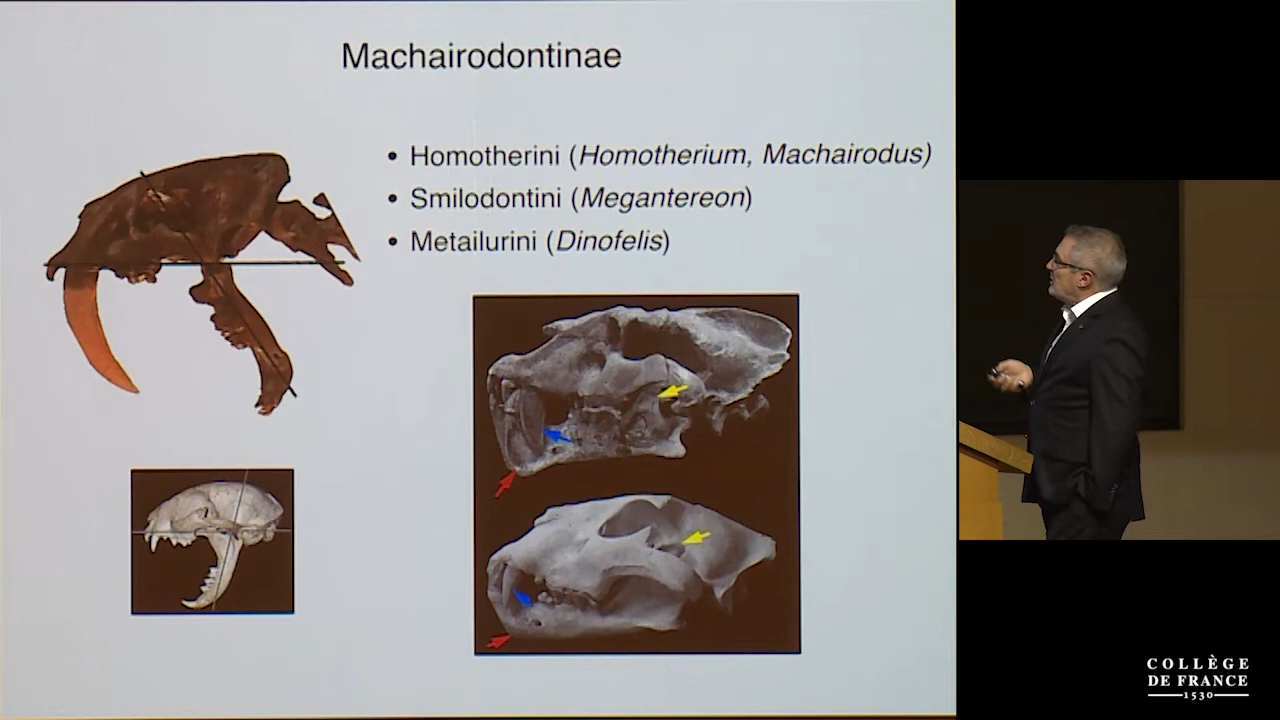 Machairodontinae
• Homotherini (Homotherium, Machairodus)
• Smilodontini (Megantereon)
• Metailurini (Dinofelis)
COLLÈGE
DE FRANCE
1530